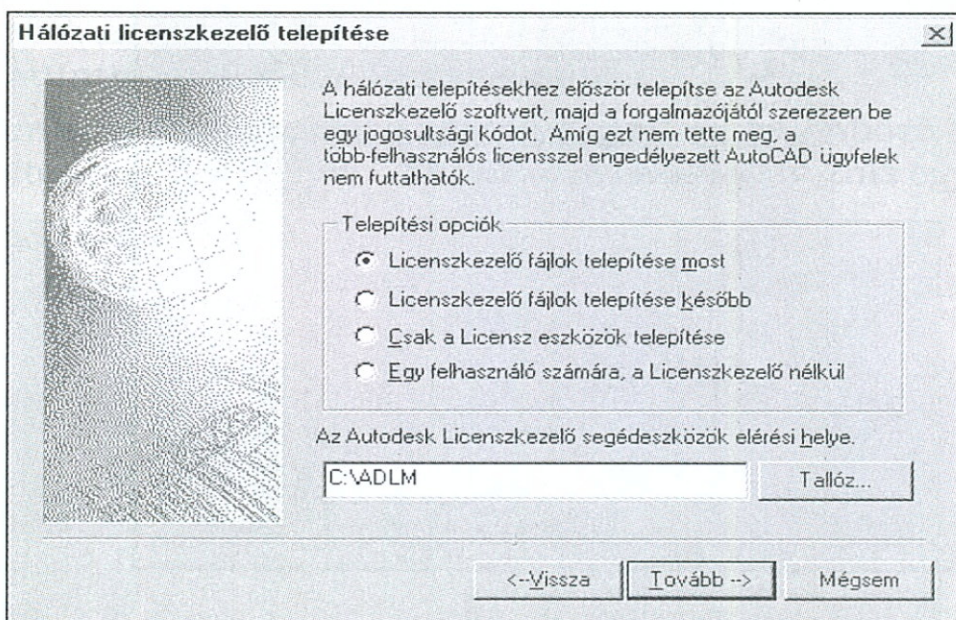 Hálózati licenszkezelő telepítése
A hálózati telepítésekhez először telepítse az Autodesk
Licenszkezelő szoftvert, majd a forgalmazójától szerezzen be
egy jogosultsági kódot. Amíg ezt nem tette meg, a
több-felhasználós licensszel engedélyezett AutoCAD ügyfelek
nem futtathatók.
Telepítési opciók
Licenszkezelő fájlok telepítése most
Licenszkezelő fájlok telepítése később
Csak a Licensz eszközök telepítése
Egy felhasználó számára, a Licenszkezelő nélkül
Az Autodesk Licenszkezelő segédeszközök elérési helye.
C:\ADLM
Tallóz...
<--Vissza
Tovább -->
Mégsem